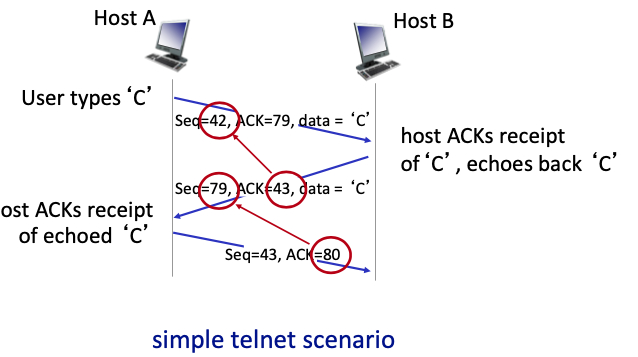 Host A
Host B
User types ‘C’
Seq=42, ACK=79, data = ‘C’
host ACKs receipt
of ‘C’, echoes back ‘C’
Seq=79, ACK=43, data = ‘C’
ost ACKs receipt
of echoed ‘C’
Seq=43, ACK=80
simple telnet scenario